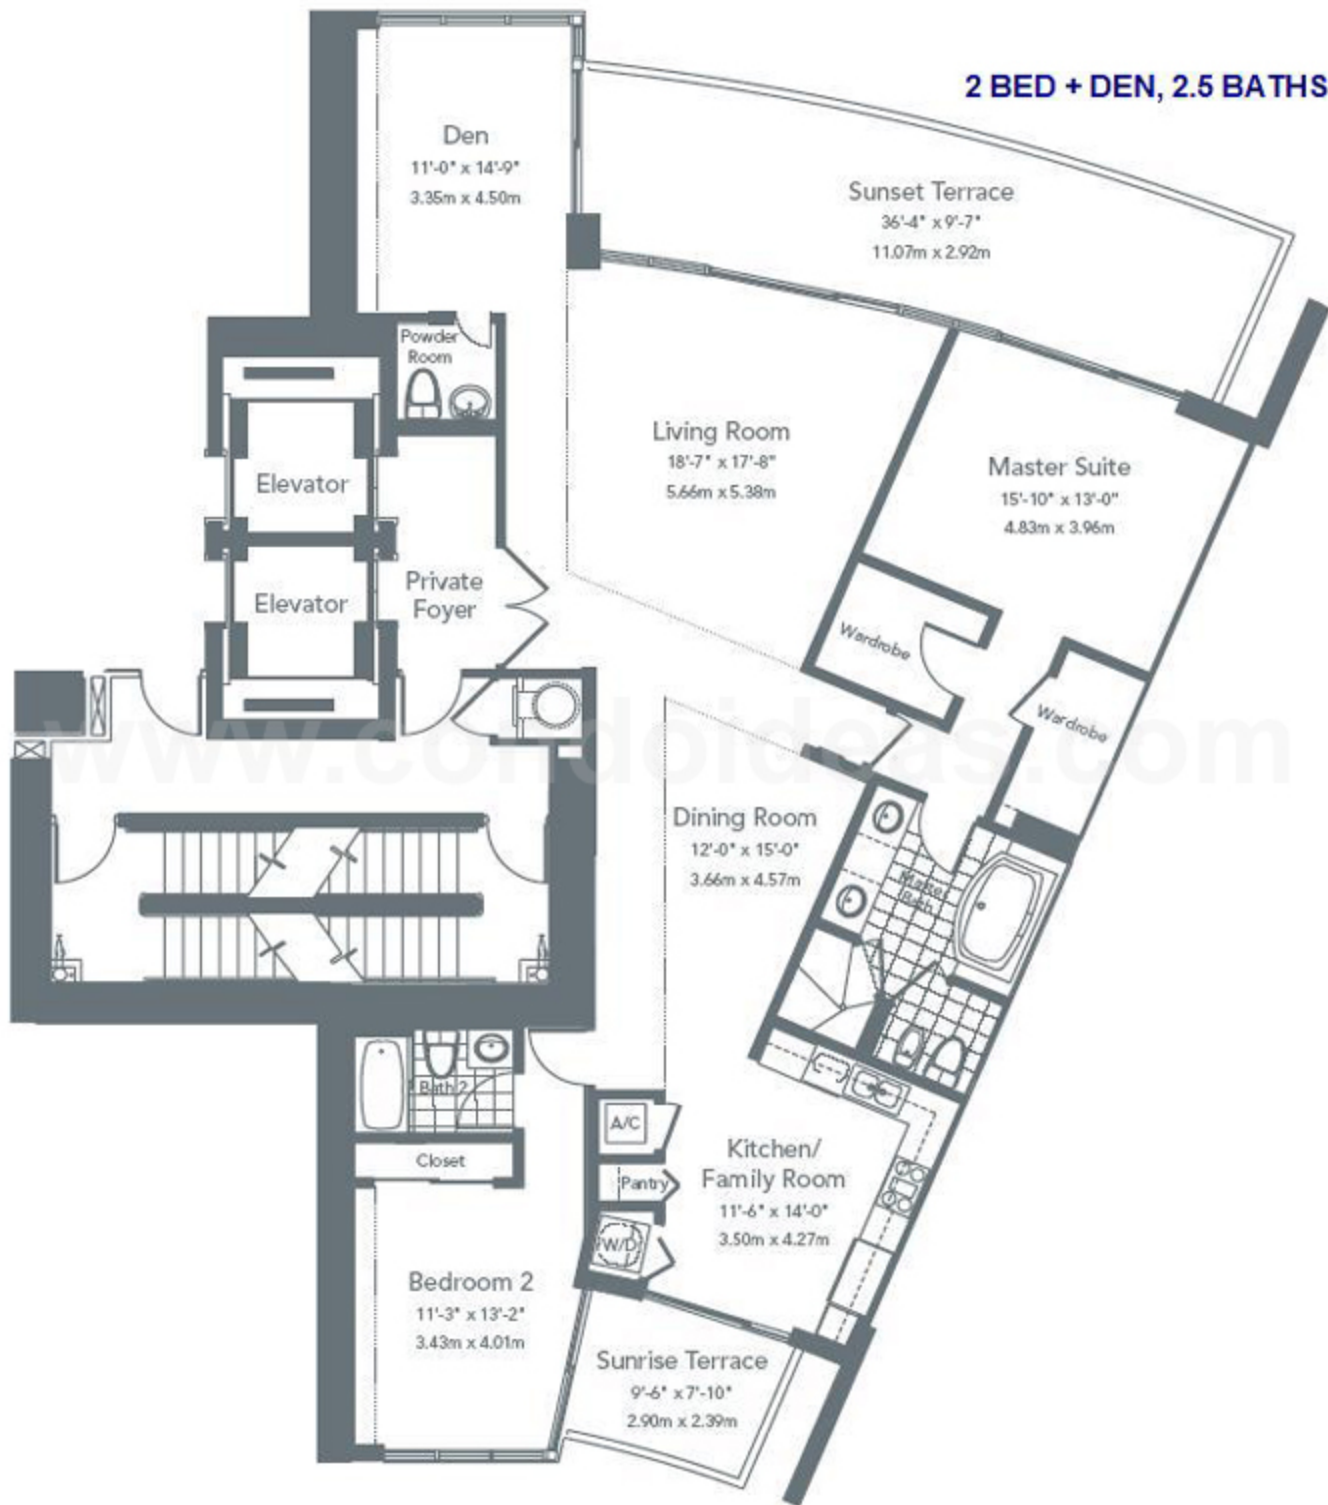 2 BED + DEN, 2.5 BATHS
Den
11'-0" x 14'-9"
3.35m x 4.50m
Sunset Terrace
36'-4" x 9'-7"
11.07m x 2.92m
Powder
Room
Living Room
18'-7" x 17'-8"
5.66m x 5.38m
Master Suite
15'-10" x 13'-0"
4.83m x 3.96m
Elevator
Elevator
Private
Foyer
Wardrobe
Wardrobe
www.condoideas.com
Dining Room
12'-0" x 15'-0"
3.66m x 4.57m
Master
Bath
Bath 2
A/C
Closet
Pantry
Kitchen/
Family Room
11'-6" x 14'-0"
3.50m x 4.27m
W/D
Bedroom 2
11'-3" x 13'-2"
3.43m x 4.01m
Sunrise Terrace
9'-6" x 7'-10"
2.90m x 2.39m